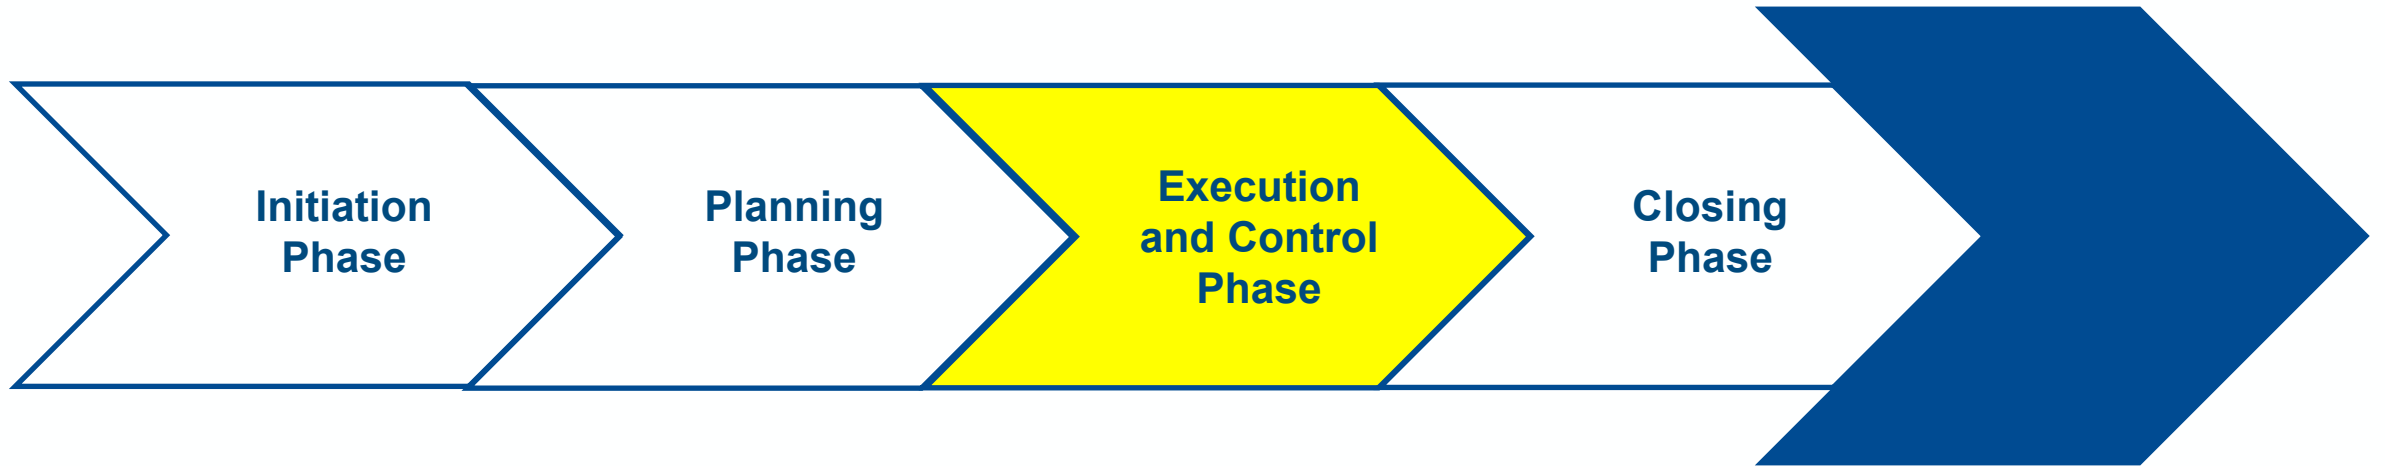 Initiation
Phase
Planning
Phase
Execution
and Control
Phase
Closing
Phase